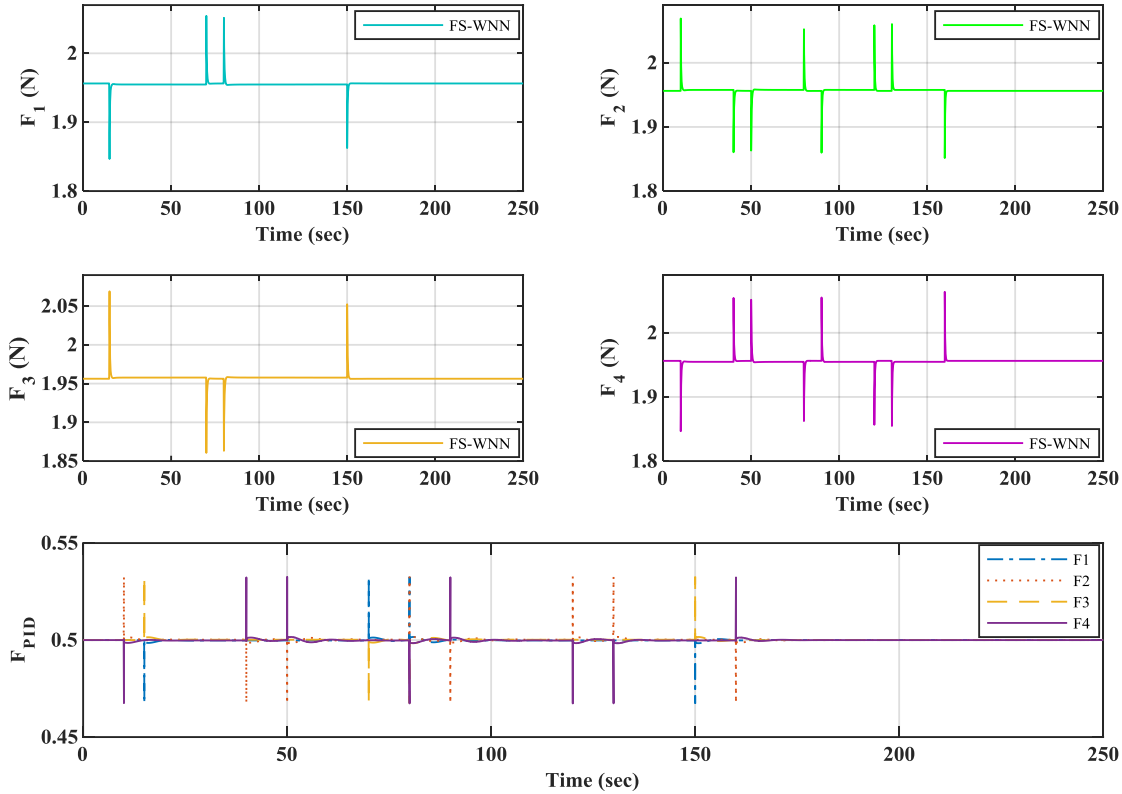 FS-WNN
2
1.9
1.8
F1 (N)
0 50 100 150 200 250
Time (sec)
FS-WNN
2
1.9
1.8
F2 (N)
0 50 100 150 200 250
Time (sec)
2.05
2
1.95
1.9
1.85
F3 (N)
FS-WNN
0 50 100 150 200 250
Time (sec)
2
1.9
1.8
F4 (N)
FS-WNN
0 50 100 150 200 250
Time (sec)
0.55
0.5
0.45
FPID
F1
F2
F3
F4
0 50 100 150 200 250
Time (sec)